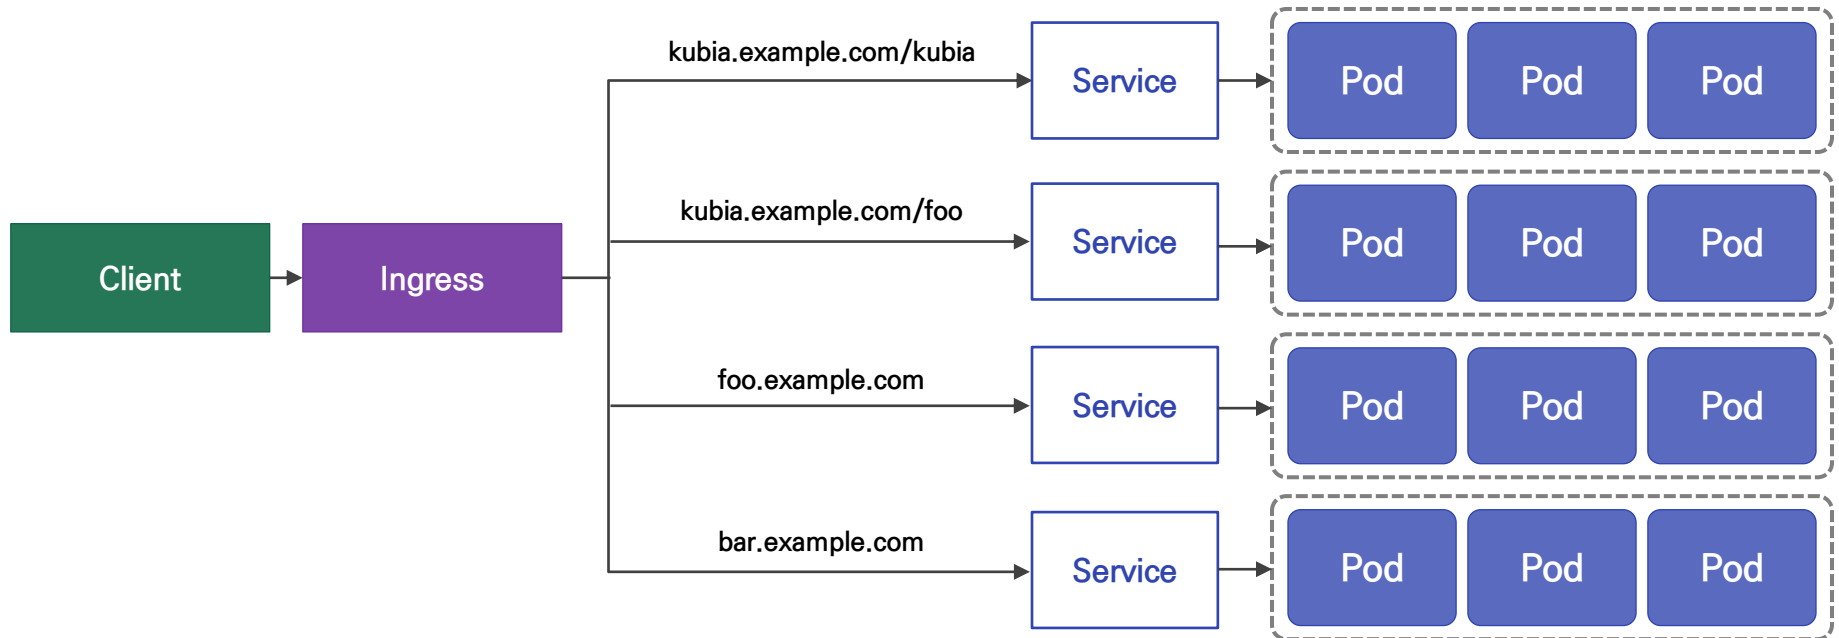 kubia.example.com/kubia
Service
Pod
Pod
Pod
kubia.example.com/foo
Service
Pod
Pod
Pod
Client
Ingress
foo.example.com
Service
Pod
Pod
Pod
bar.example.com
Service
Pod
Pod
Pod